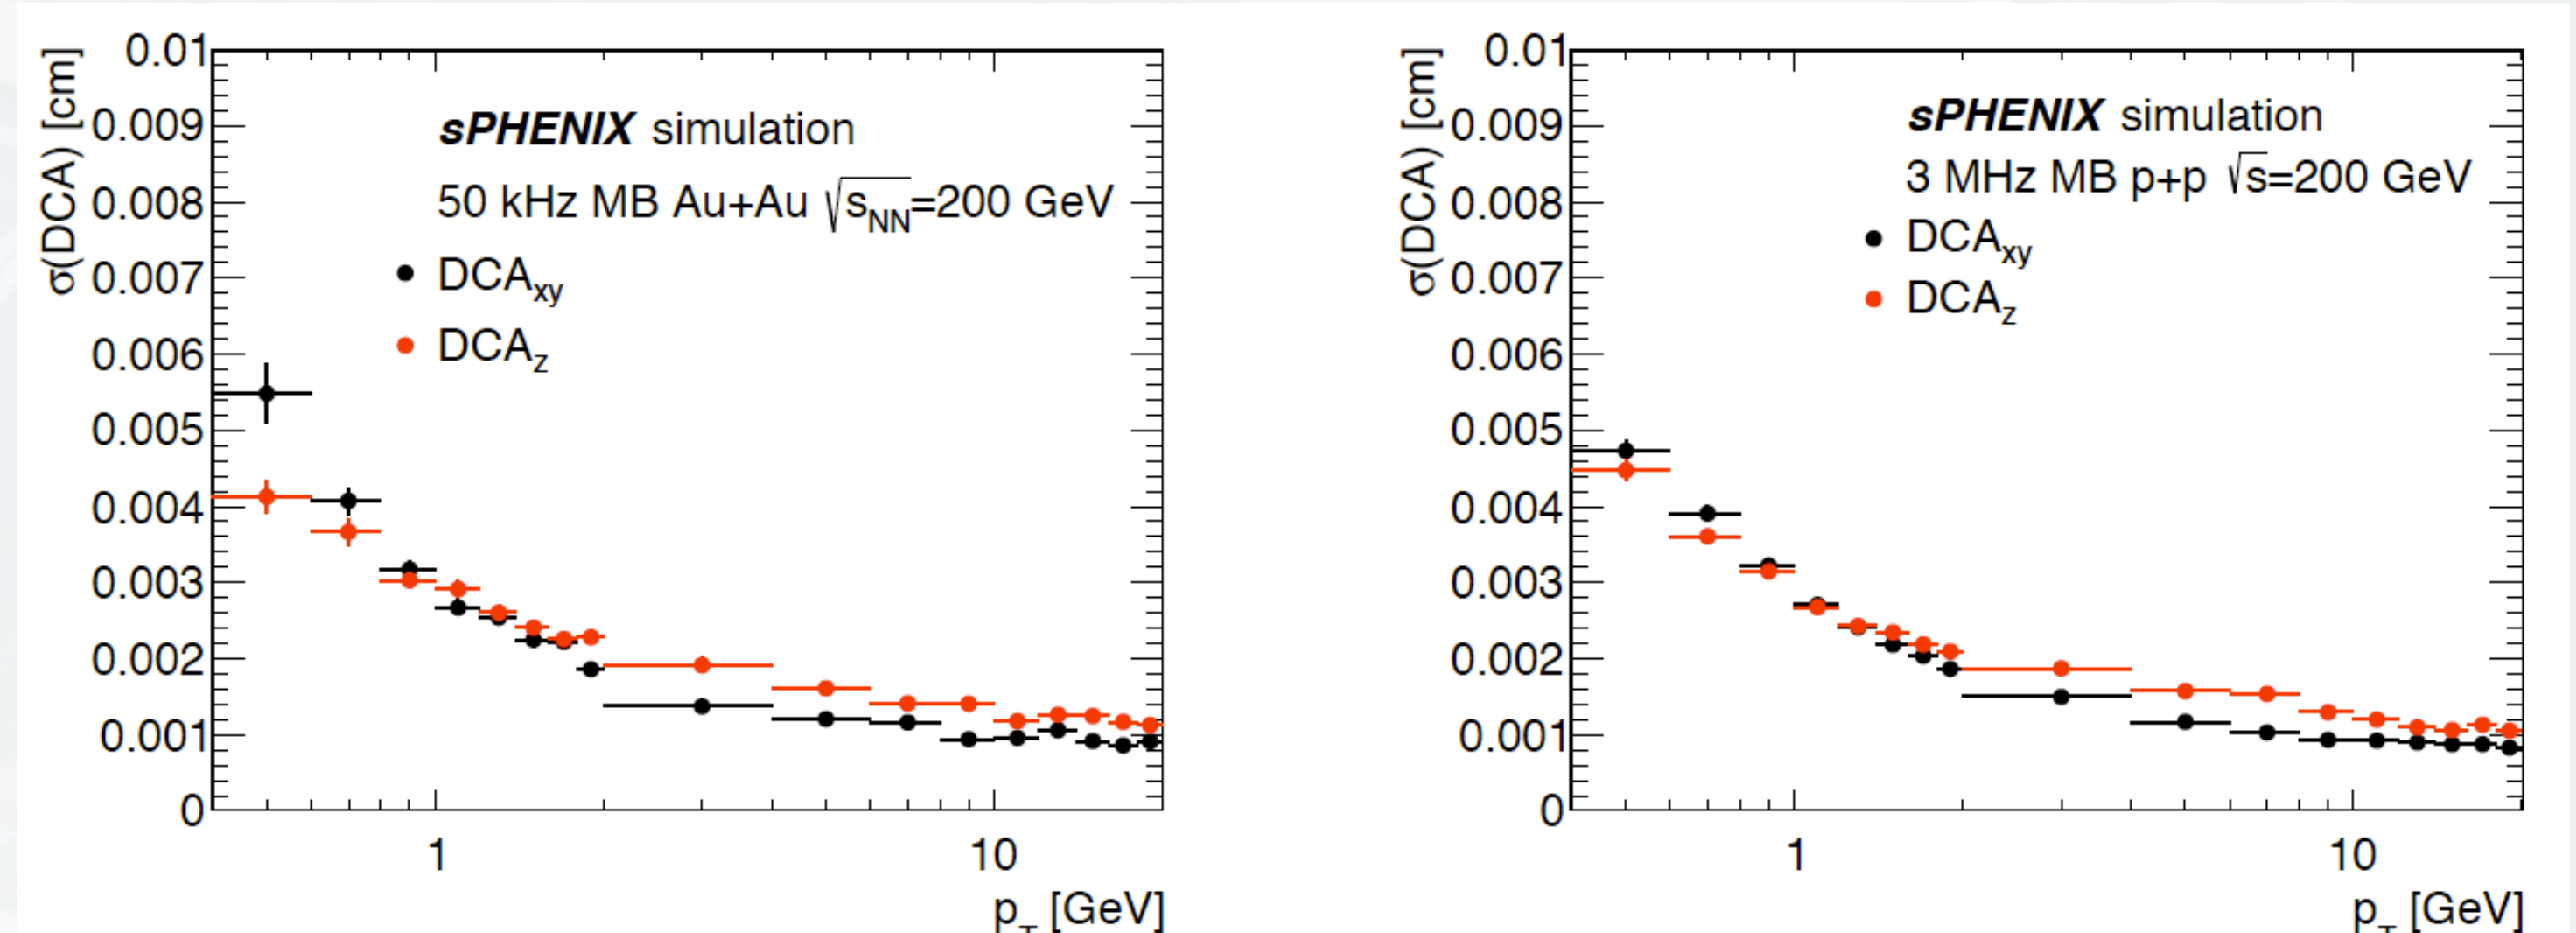 σ(DCA) [cm]
0.01
0.009
0.008
0.007
0.006
0.005
0.004
0.003
0.002
0.001
0
sPHENIX simulation
50 kHz MB Au+Au √sNN=200 GeV
DCAxy
DCAz
1
10
pT [GeV]
σ(DCA) [cm]
0.01
0.009
0.008
0.007
0.006
0.005
0.004
0.003
0.002
0.001
0
sPHENIX simulation
3 MHz MB p+p √s=200 GeV
DCAxy
DCAz
1
10
pT [GeV]